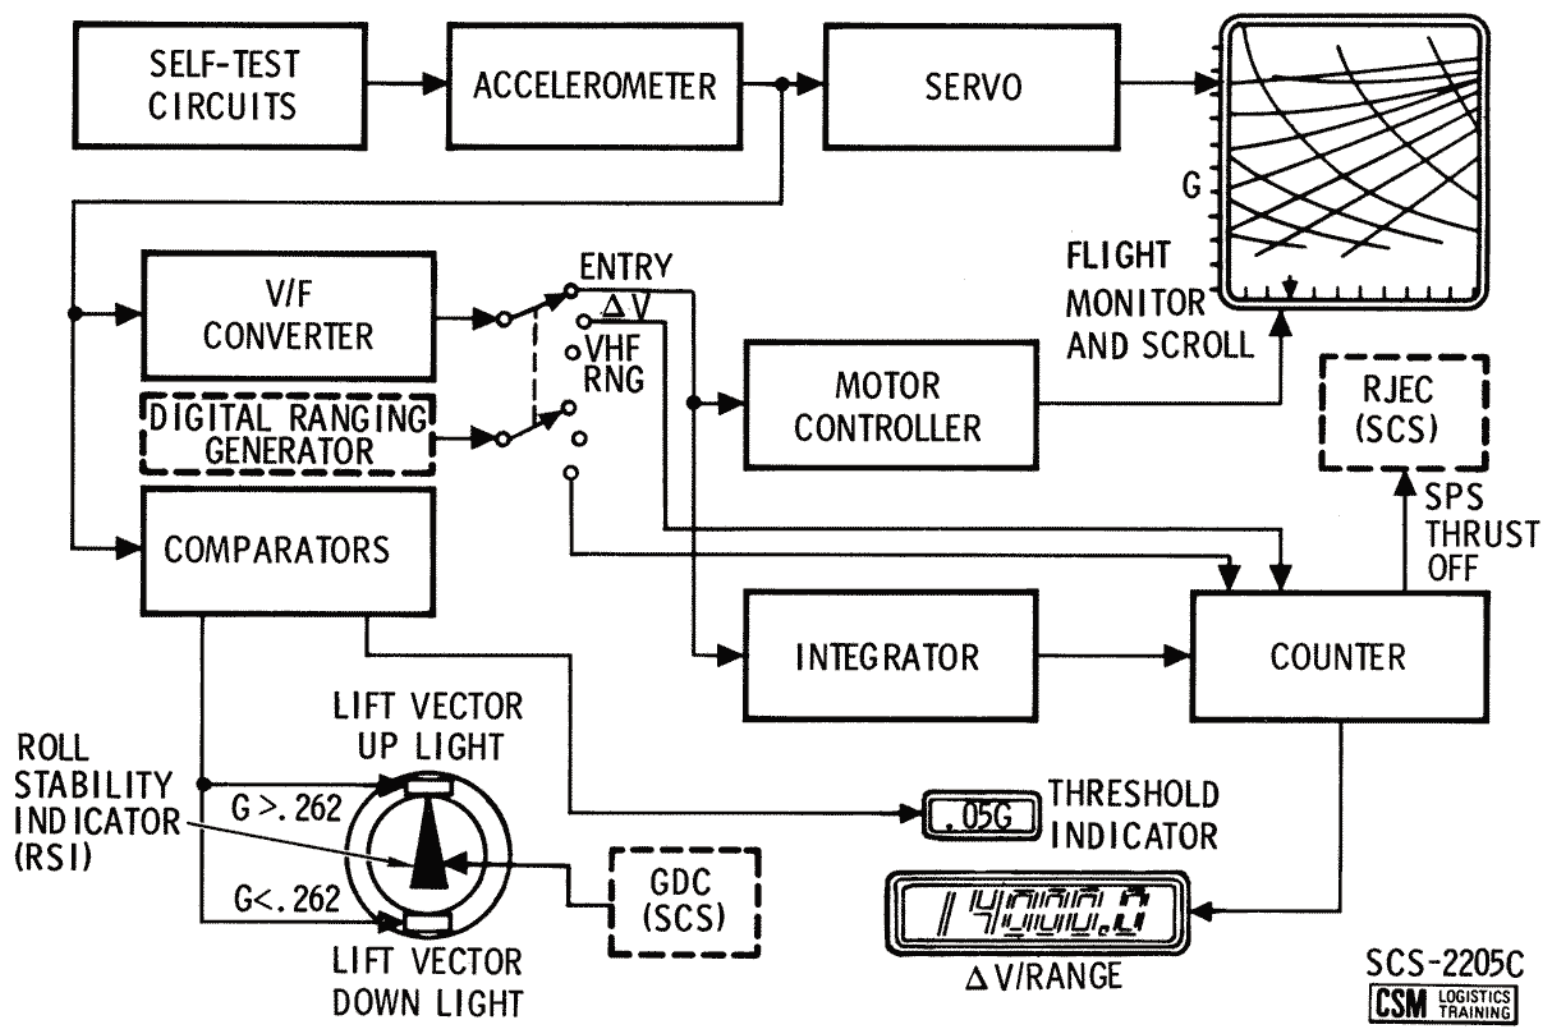 SELF-TEST
CIRCUITS
ACCELEROMETER
SERVO
G
FLIGHT
MONITOR
AND SCROLL
V/F
CONVERTER
ENTRY
ΔV
VHF
RNG
DIGITAL RANGING
GENERATOR
MOTOR
CONTROLLER
RJEC
(SCS)
SPS
THRUST
OFF
COMPARATORS
INTEGRATOR
COUNTER
LIFT VECTOR
UP LIGHT
ROLL
STABILITY
INDICATOR
(RSI)
G>.262
G<.262
LIFT VECTOR
DOWN LIGHT
GDC
(SCS)
.05G
THRESHOLD
INDICATOR
14000.0
ΔV/RANGE
SCS-2205C
CSM LOGISTICS
TRAINING